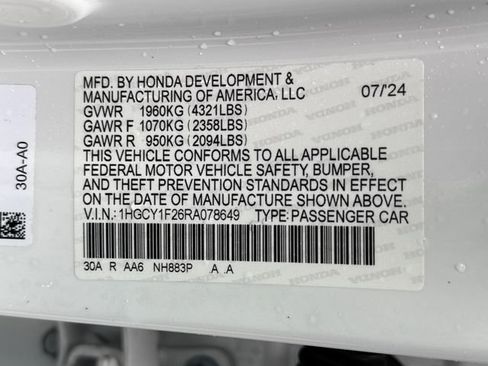 MFD. BY HONDA DEVELOPMENT &
MANUFACTURING OF AMERICA, LLC 07/24
GVWR 1960KG (4321LBS)
GAWR F 1070KG (2358LBS)
GAWR R 950KG (2094LBS)
THIS VEHICLE CONFORMS TO ALL APPLICABLE
FEDERAL MOTOR VEHICLE SAFETY, BUMPER,
AND THEFT PREVENTION STANDARDS IN EFFECT
ON THE DATE OF MANUFACTURE SHOWN ABOVE.
V.I.N.: 1HGCY1F26RA078649 TYPE: PASSENGER CAR
30A R AA6 NH883P A .A
30A-A0
HONDA